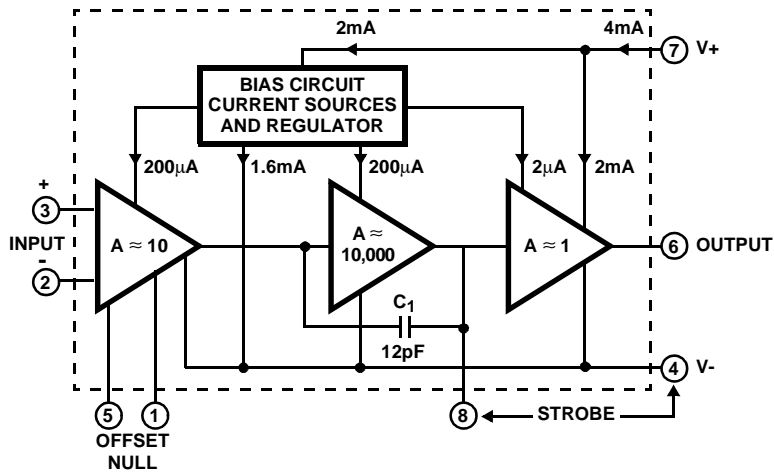 2mA
4mA
7 V+
BIAS CIRCUIT
CURRENT SOURCES
AND REGULATOR
200μA
1.6mA
200μA
2μA
2mA
+
3
INPUT
-
2
A ≈ 10
A ≈
10,000
A ≈ 1
6 OUTPUT
C1
12pF
4 V-
5
1
8
STROBE
OFFSET
NULL